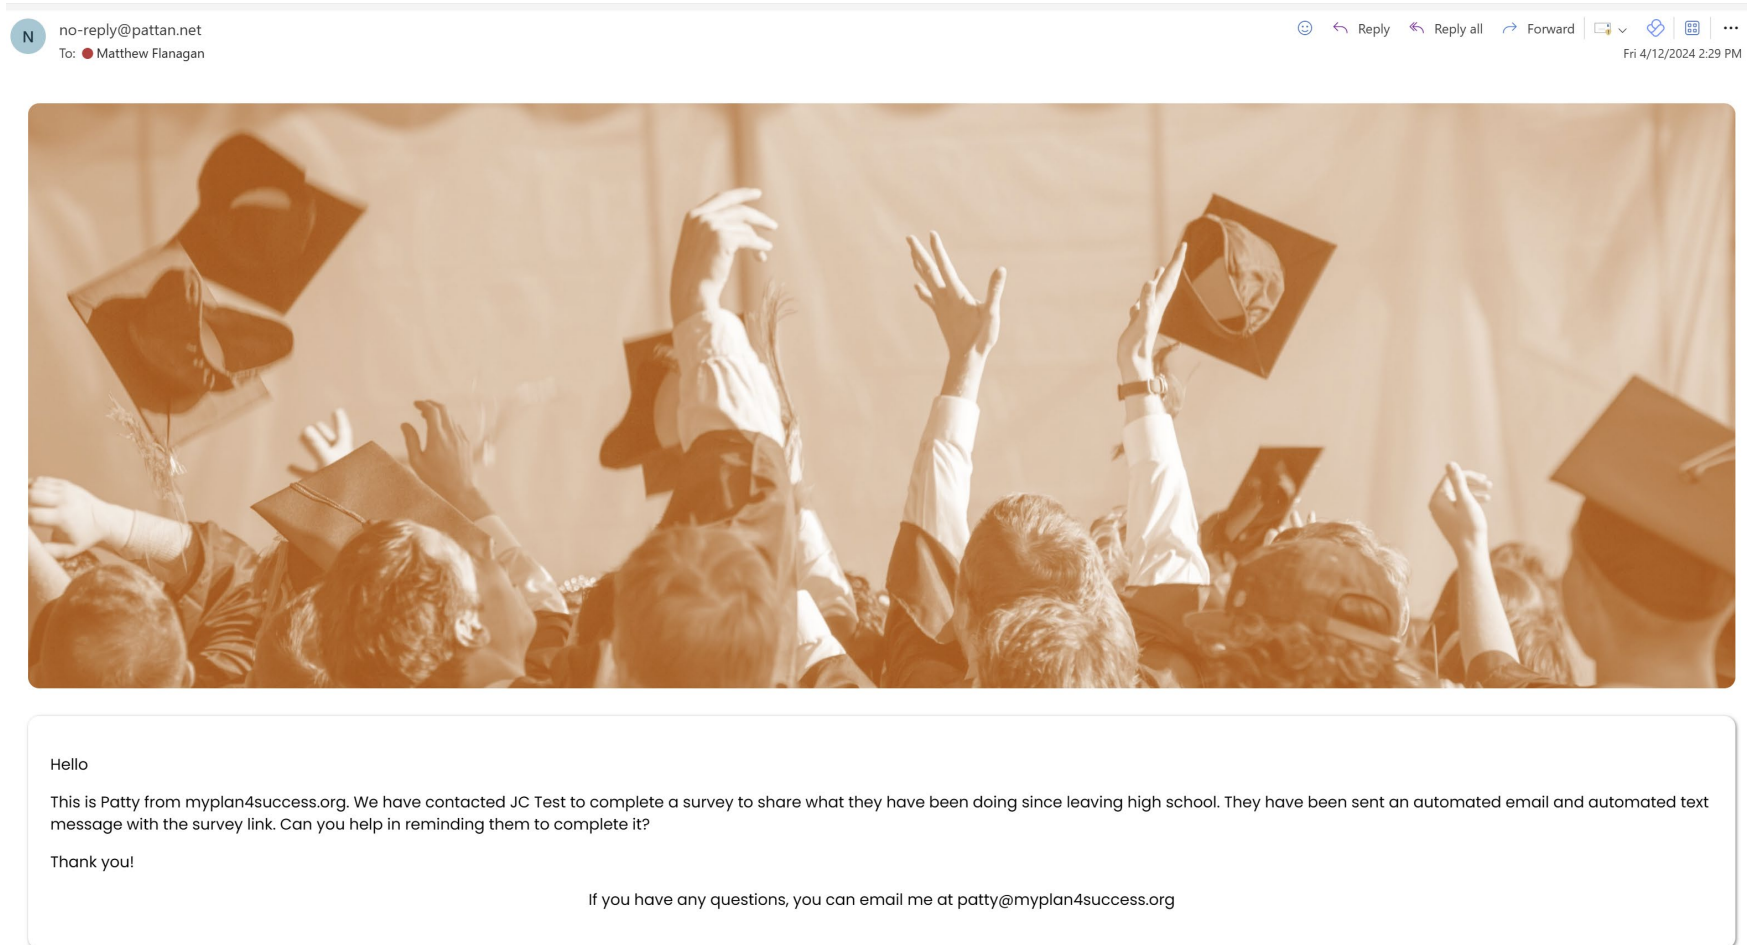 N
no-reply@pattan.net
To: Matthew Flanagan
Reply
Reply all
Forward
Fri 4/12/2024 2:29 PM
Hello
This is Patty from myplan4success.org. We have contacted JC Test to complete a survey to share what they have been doing since leaving high school. They have been sent an automated email and automated text
message with the survey link. Can you help in reminding them to complete it?
Thank you!
If you have any questions, you can email me at patty@myplan4success.org